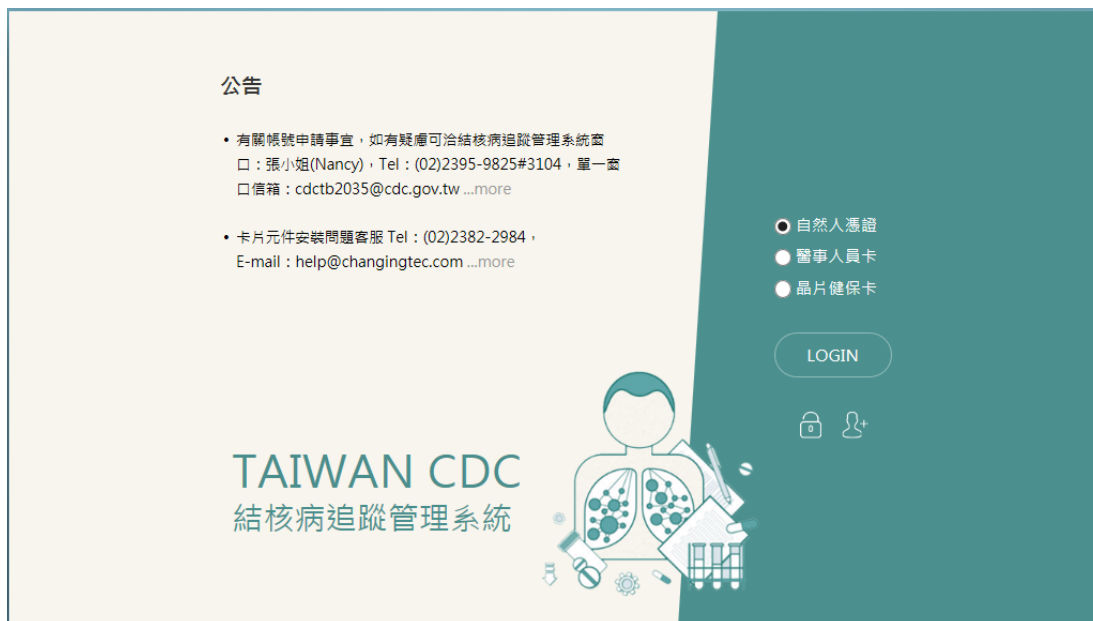 公告
• 有關帳號申請事宜，如有疑慮可洽結核病追蹤管理系統窗
口：張小姐(Nancy)，Tel：(02)2395-9825#3104，單一窗
口信箱：cdctb2035@cdc.gov.tw ...more
• 卡片元件安裝問題客服 Tel：(02)2382-2984，
E-mail：help@changingtec.com ...more
自然人憑證
醫事人員卡
晶片健保卡
LOGIN
TAIWAN CDC
結核病追蹤管理系統